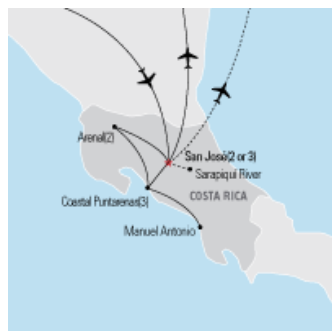 Arenal(2)
San José(2 or 3)
Sarapiqui River
Coastal Puntarenas(3)
COSTA RICA
Manuel Antonio